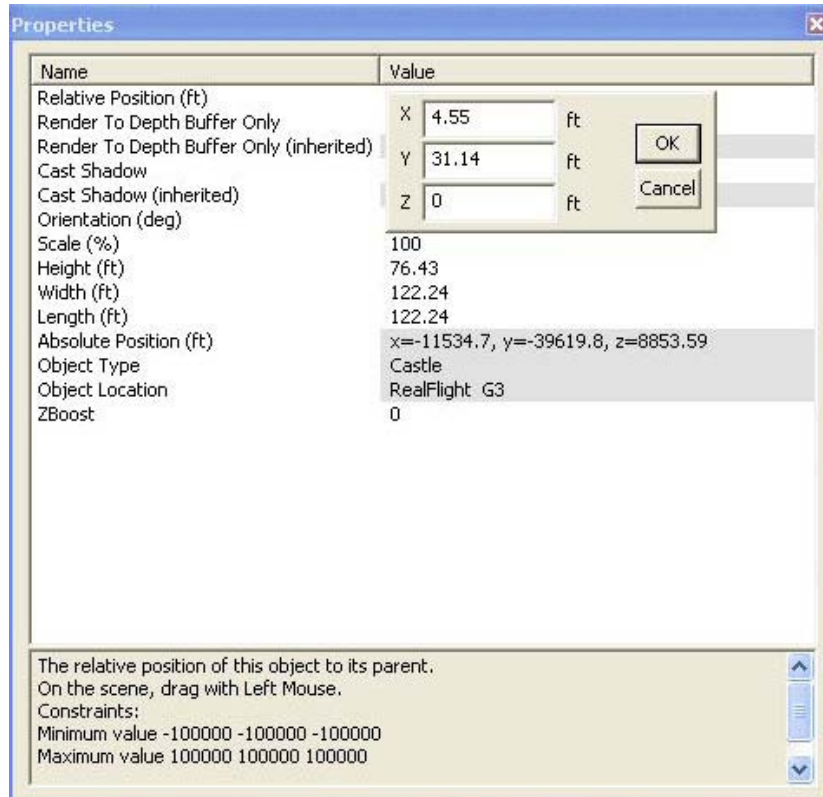 Properties
Name Value
Relative Position (ft)
X 4.55 ft
Y 31.14 ft
Z 0 ft
OK
Cancel
Render To Depth Buffer Only
Render To Depth Buffer Only (inherited)
Cast Shadow
Cast Shadow (inherited)
Orientation (deg)
Scale (%) 100
Height (ft) 76.43
Width (ft) 122.24
Length (ft) 122.24
Absolute Position (ft) x=-11534.7, y=-39619.8, z=8853.59
Object Type Castle
Object Location RealFlight G3
ZBoost 0
The relative position of this object to its parent.
On the scene, drag with Left Mouse.
Constraints:
Minimum value -100000 -100000 -100000
Maximum value 100000 100000 100000